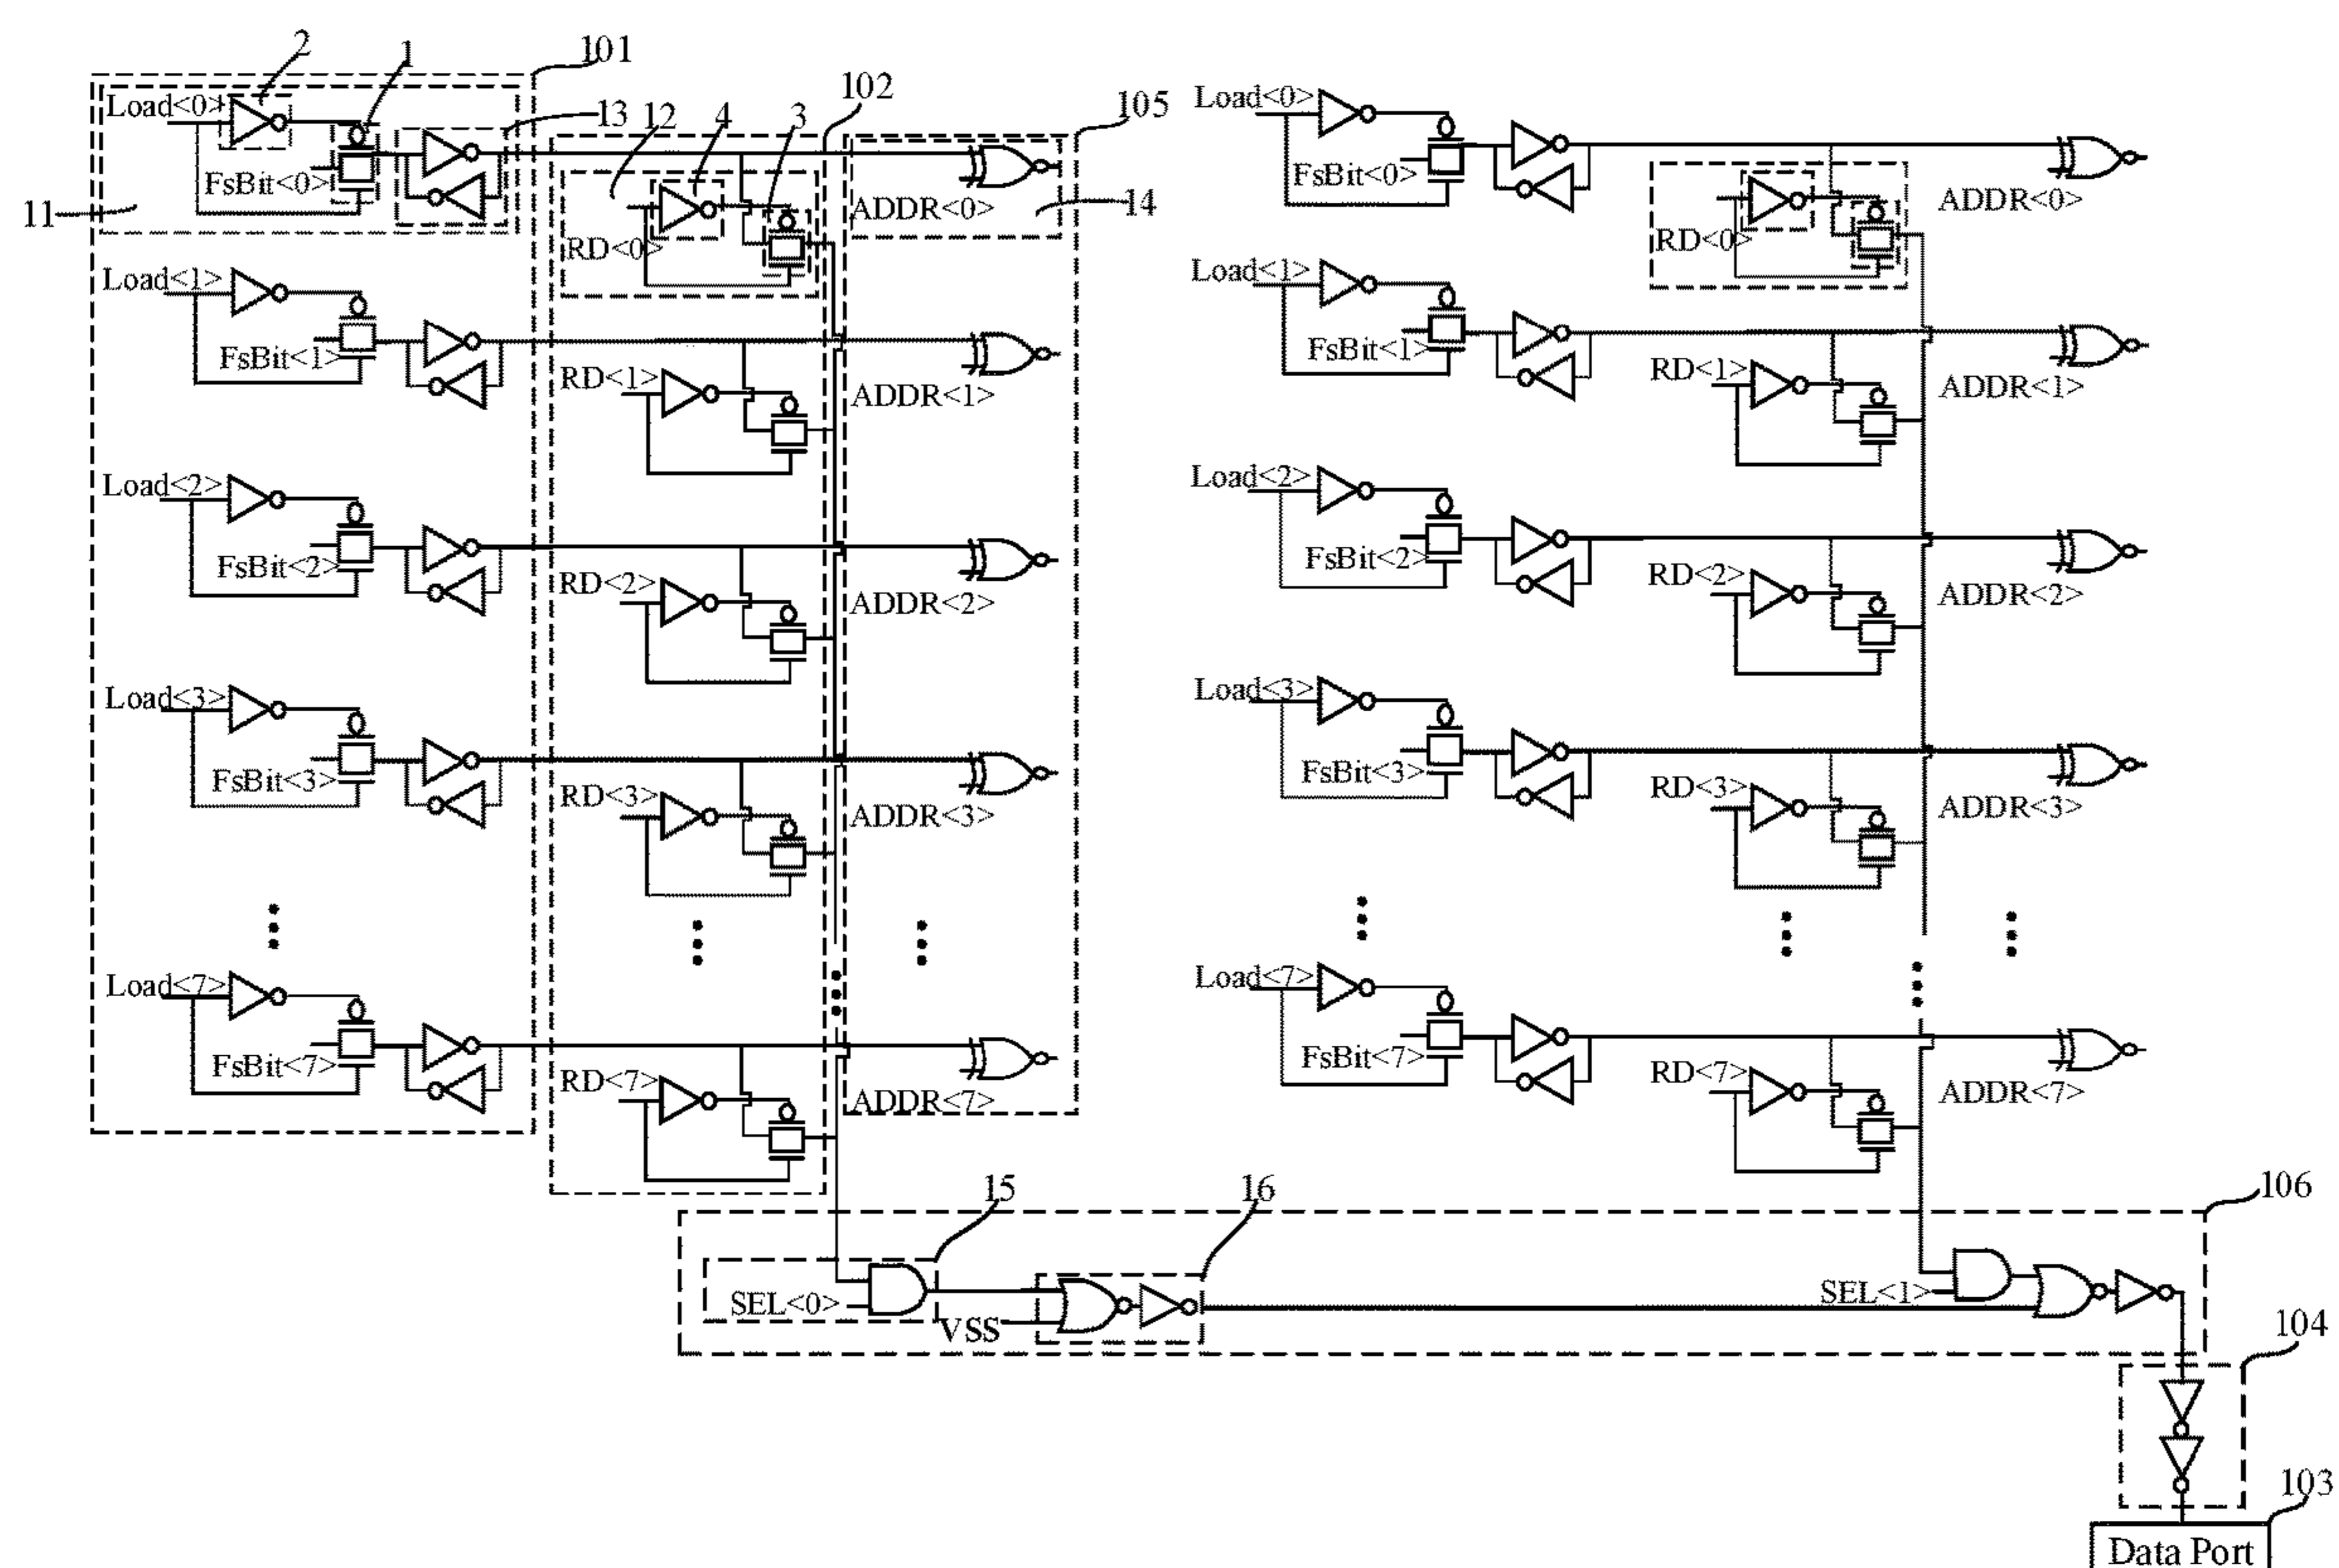 2
1
101
Load<0>
13
12
4
3
102
105
Load<0>
FsBit<0>
11
RD<0>
ADDR<0>
14
FsBit<0>
RD<0>
ADDR<0>
Load<1>
FsBit<1>
RD<1>
ADDR<1>
Load<1>
FsBit<1>
RD<1>
ADDR<1>
Load<2>
FsBit<2>
RD<2>
ADDR<2>
Load<2>
FsBit<2>
RD<2>
ADDR<2>
Load<3>
FsBit<3>
RD<3>
ADDR<3>
Load<3>
FsBit<3>
RD<3>
ADDR<3>
Load<7>
FsBit<7>
RD<7>
ADDR<7>
Load<7>
FsBit<7>
RD<7>
ADDR<7>
15
16
106
SEL<0>
VSS
SEL<1>
104
103
Data Port